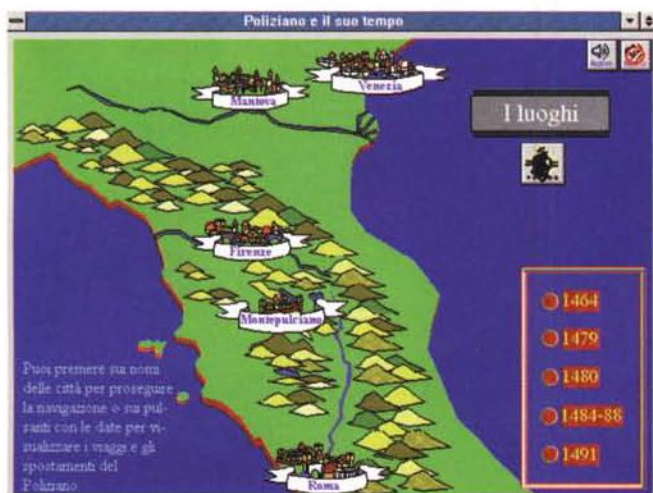 Poliziano e il suo tempo
Mantova
Venezia
I luoghi
Firenze
Montepulciano
Roma
1464
1479
1480
1484-88
1491
Puoi premere sui nomi
delle città per proseguire
la navigazione o sui pul-
santi con le date per vi-
sualizzare i viaggi e gli
spostamenti del
Poliziano